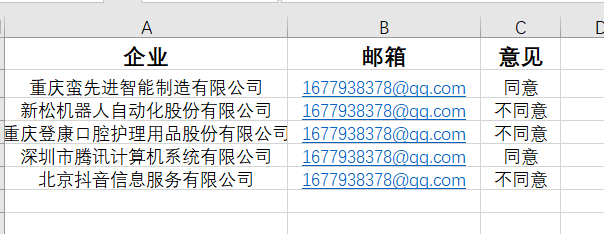 A B C D
企业 邮箱 意见
重庆蛮先进智能制造有限公司 1677938378@qq.com 同意
新松机器人自动化股份有限公司 1677938378@qq.com 不同意
重庆登康口腔护理用品股份有限公司 1677938378@qq.com 不同意
深圳市腾讯计算机系统有限公司 1677938378@qq.com 同意
北京抖音信息服务有限公司 1677938378@qq.com 不同意